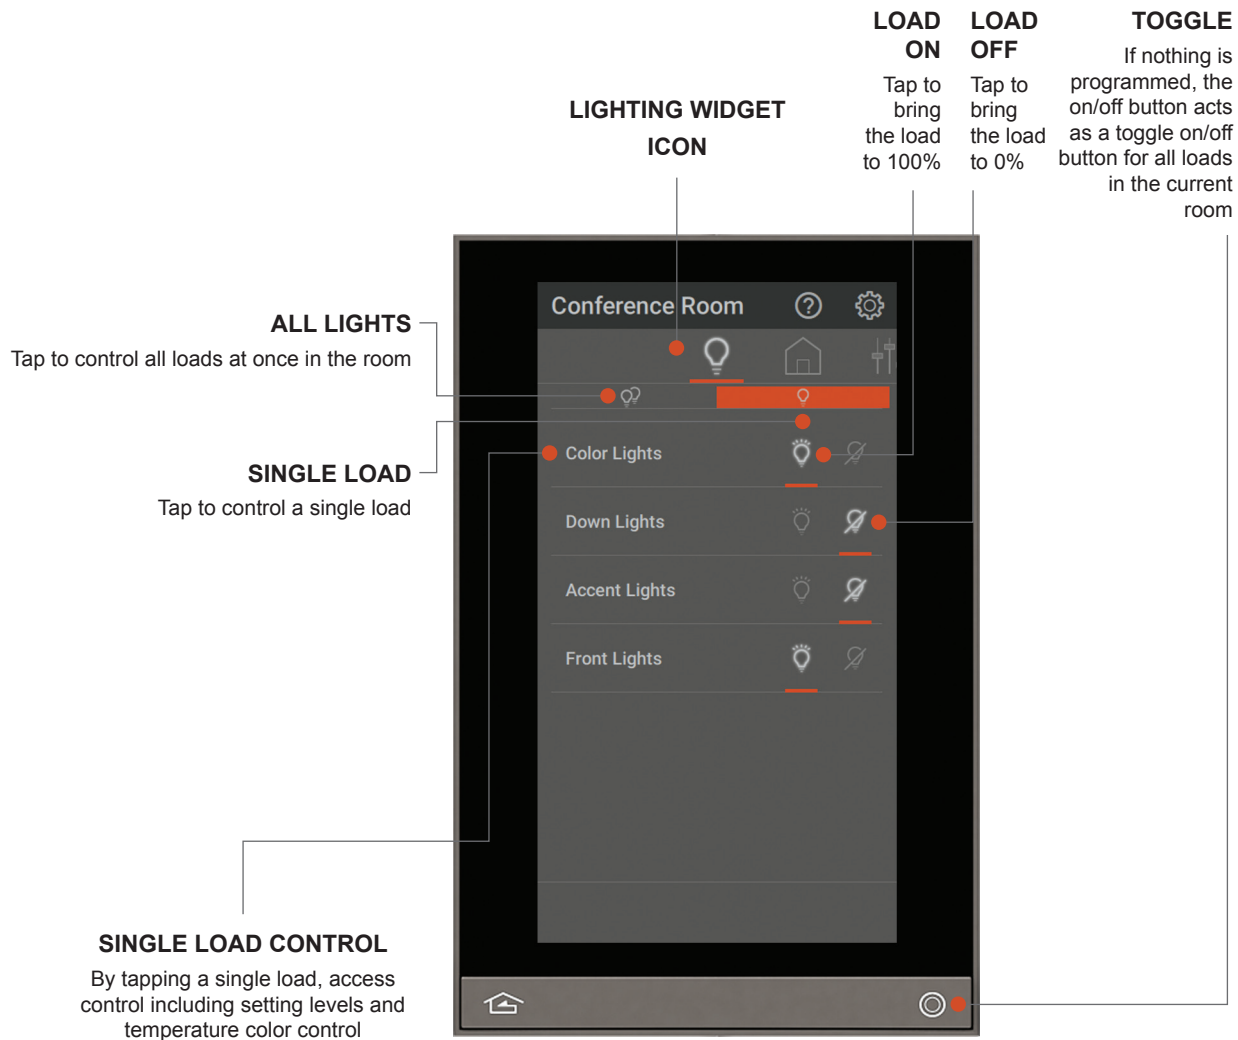 LOAD
ON
Tap to
bring
the load
to 100%
LOAD
OFF
Tap to
bring
the load
to 0%
TOGGLE
If nothing is
programmed, the
on/off button acts
as a toggle on/off
button for all loads
in the current
room
LIGHTING WIDGET
ICON
ALL LIGHTS
Tap to control all loads at once in the room
SINGLE LOAD
Tap to control a single load
Conference Room
Color Lights
Down Lights
Accent Lights
Front Lights
SINGLE LOAD CONTROL
By tapping a single load, access
control including setting levels and
temperature color control